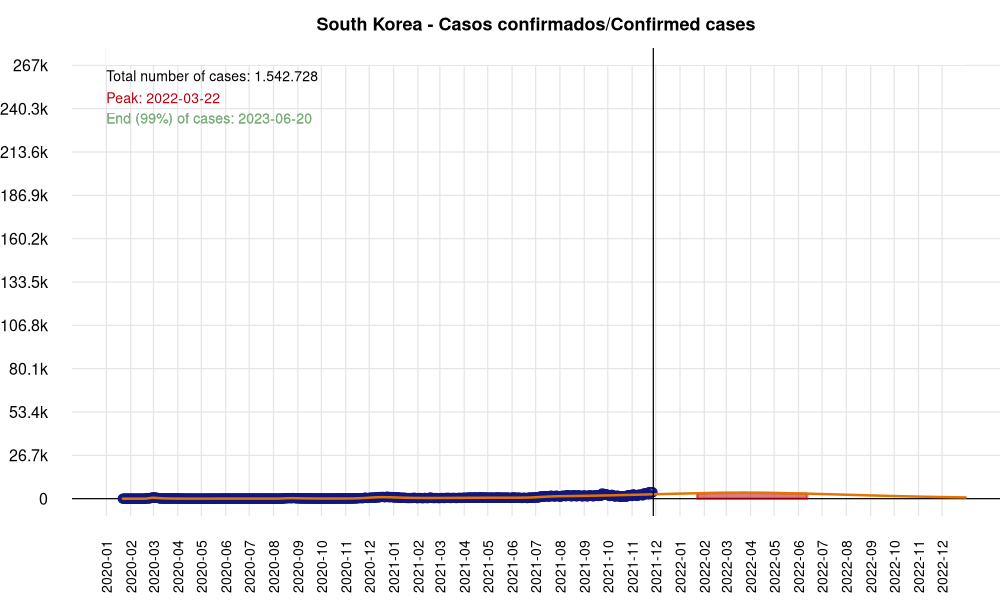 South Korea - Casos confirmados/Confirmed cases
267k
Total number of cases: 1.542.728
Peak: 2022-03-22
240.3k
End (99%) of cases: 2023-06-20
213.6k
186.9k
160.2k
133.5k
106.8k
80.1k
53.4k
26.7k
0
2020-01
2020-02
2020-03
2020-04
2020-05
2020-06
2020-07
2020-08
2020-09
2020-10
2020-11
2020-12
2021-01
2021-02
2021-03
2021-04
2021-05
2021-06
2021-07
2021-08
2021-09
2021-10
2021-11
2021-12
2022-01
2022-02
2022-03
2022-04
2022-05
2022-06
2022-07
2022-08
2022-09
2022-10
2022-11
2022-12